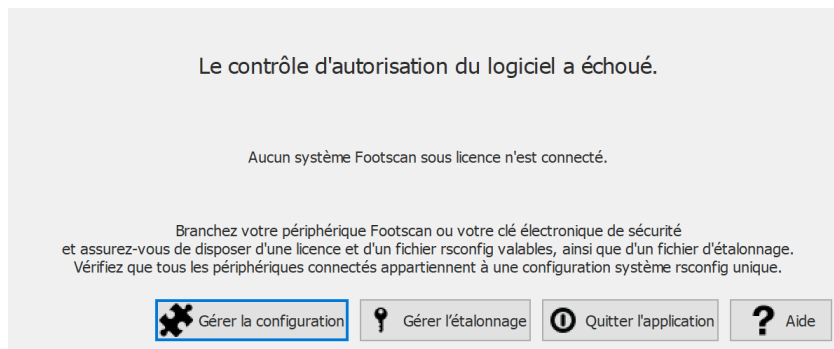 Le contrôle d'autorisation du logiciel a échoué.
Aucun système Footscan sous licence n'est connecté.
Branchez votre périphérique Footscan ou votre clé électronique de sécurité
et assurez-vous de disposer d'une licence et d'un fichier rsconfig valables, ainsi que d'un fichier d'étalonnage.
Vérifiez que tous les périphériques connectés appartiennent à une configuration système rsconfig unique.
Gérer la configuration Gérer l’étalonnage Quitter l'application Aide